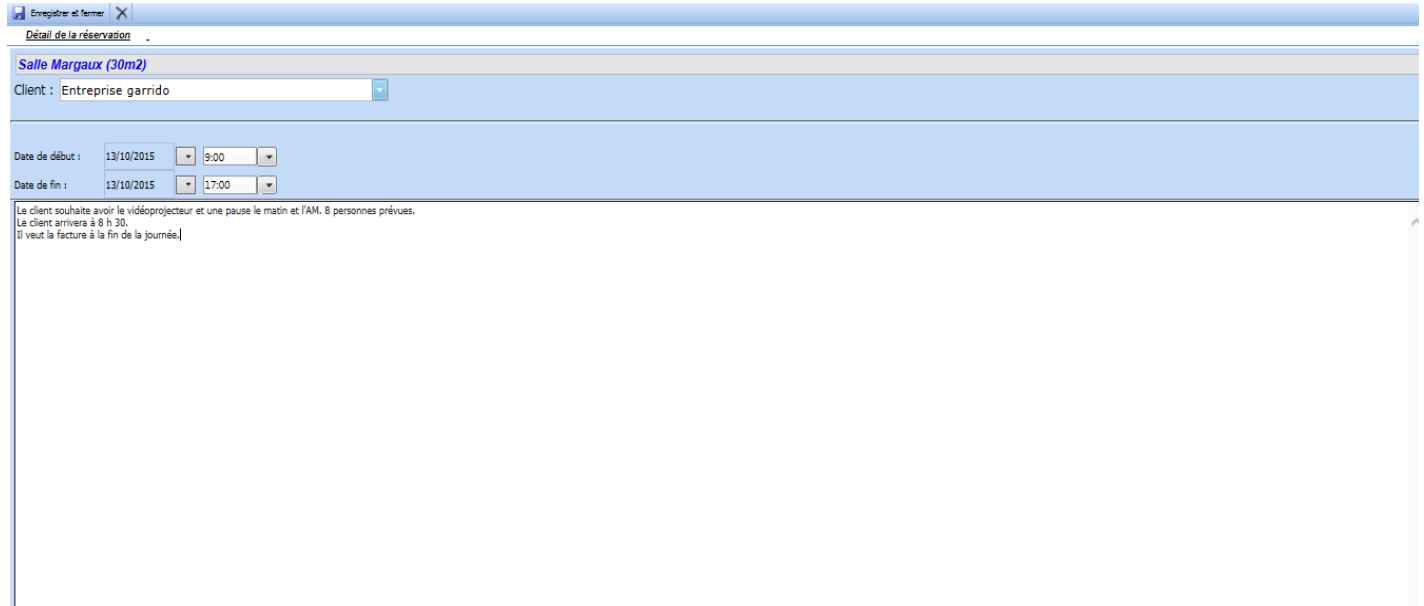 Enregistrer et fermer
Détail de la réservation
Salle Margaux (30m2)
Client : Entreprise garrido
Date de début : 13/10/2015 9:00
Date de fin : 13/10/2015 17:00
Le client souhaite avoir le vidéoprojecteur et une pause le matin et l'AM. 8 personnes prévues.
Le client arrivera à 8 h 30.
Il veut la facture à la fin de la journée.